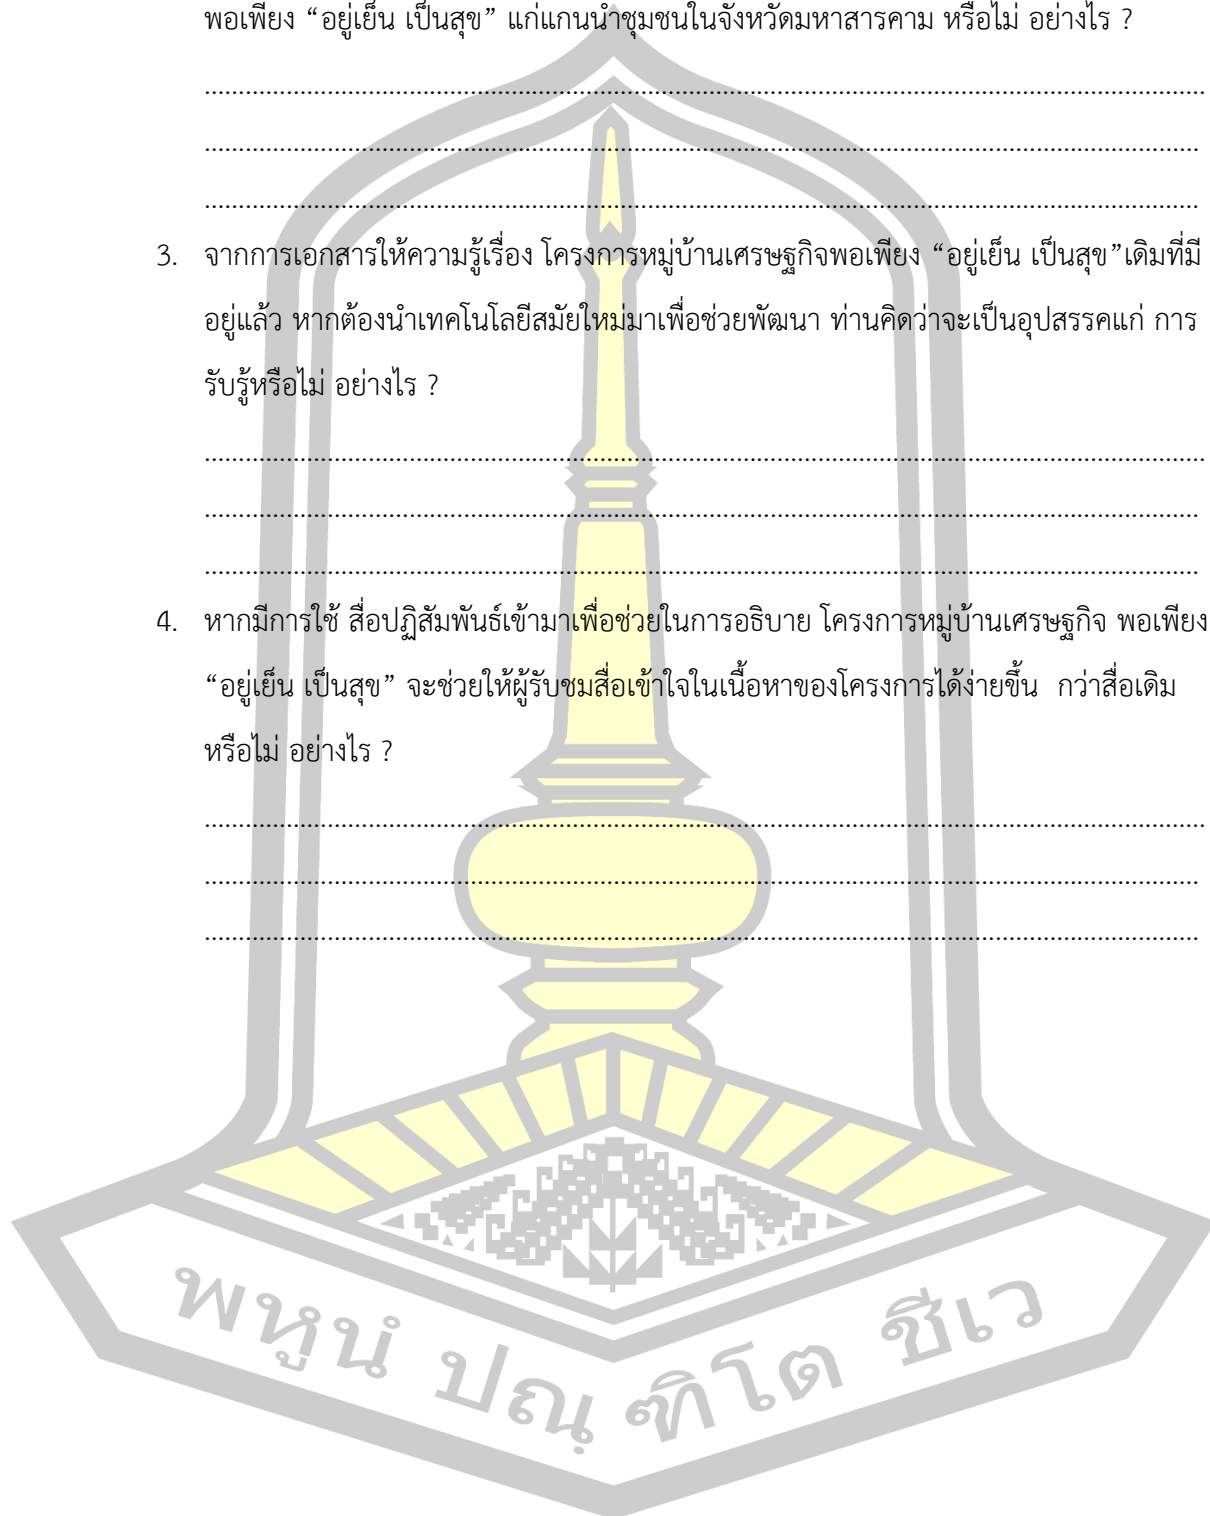 พอเพียง “อยู่เย็น เป็นสุข” แก่แกนนำชุมชนในจังหวัดมหาสารคาม หรือไม่ อย่างไร ?
....................................................................................................................................................
...................................................................................................................................................
...................................................................................................................................................
3. จากการเอกสารให้ความรู้เรื่อง โครงการหมู่บ้านเศรษฐกิจพอเพียง “อยู่เย็น เป็นสุข”เดิมที่มี
อยู่แล้ว หากต้องนำเทคโนโลยีสมัยใหม่มาเพื่อช่วยพัฒนา ท่านคิดว่าจะเป็นอุปสรรคแก่ การ
รับรู้หรือไม่ อย่างไร ?
....................................................................................................................................................
...................................................................................................................................................
...................................................................................................................................................
4. หากมีการใช้ สื่อปฏิสัมพันธ์เข้ามาเพื่อช่วยในการอธิบาย โครงการหมู่บ้านเศรษฐกิจ พอเพียง
“อยู่เย็น เป็นสุข” จะช่วยให้ผู้รับชมสื่อเข้าใจในเนื้อหาของโครงการได้ง่ายขึ้น กว่าสื่อเดิม
หรือไม่ อย่างไร ?
....................................................................................................................................................
...................................................................................................................................................
...................................................................................................................................................
พหูนํ ปณฺฑิโต ชีเว